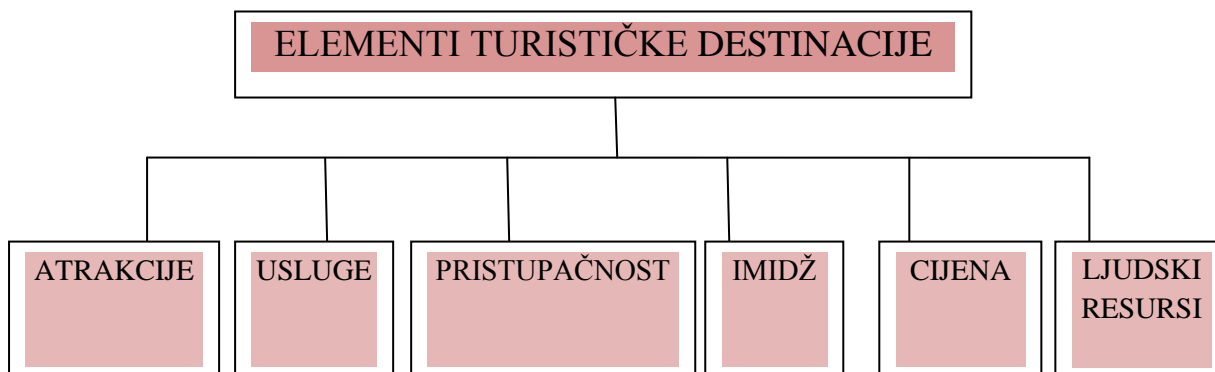 ELEMENTI TURISTIČKE DESTINACIJE
ATRAKCIJE
USLUGE
PRISTUPAČNOST
IMIDŽ
CIJENA
LJUDSKI
RESURSI